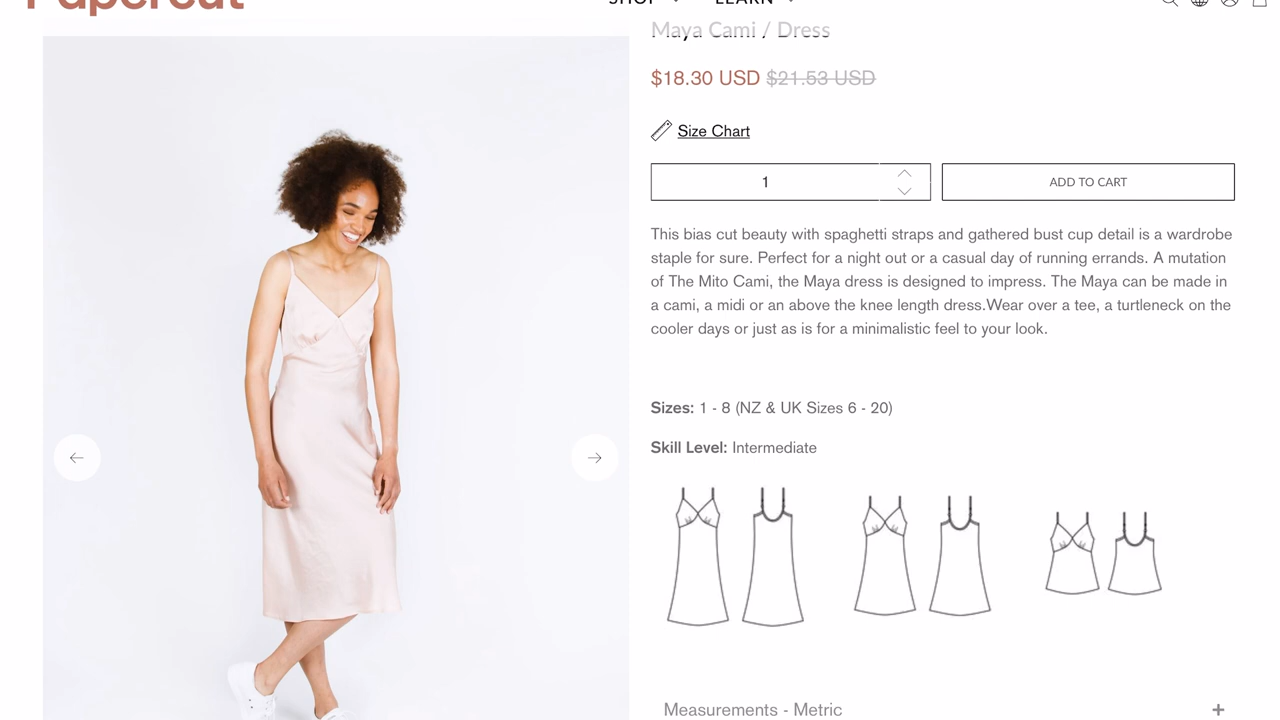 Papercut
SHOP LEARN
Maya Cami / Dress
$18.30 USD $21.53 USD
Size Chart
1
ADD TO CART
This bias cut beauty with spaghetti straps and gathered bust cup detail is a wardrobe
staple for sure. Perfect for a night out or a casual day of running errands. A mutation
of The Mito Cami, the Maya dress is designed to impress. The Maya can be made in
a cami, a midi or an above the knee length dress.Wear over a tee, a turtleneck on the
cooler days or just as is for a minimalistic feel to your look.
Sizes: 1 - 8 (NZ & UK Sizes 6 - 20)
Skill Level: Intermediate
Measurements - Metric
+